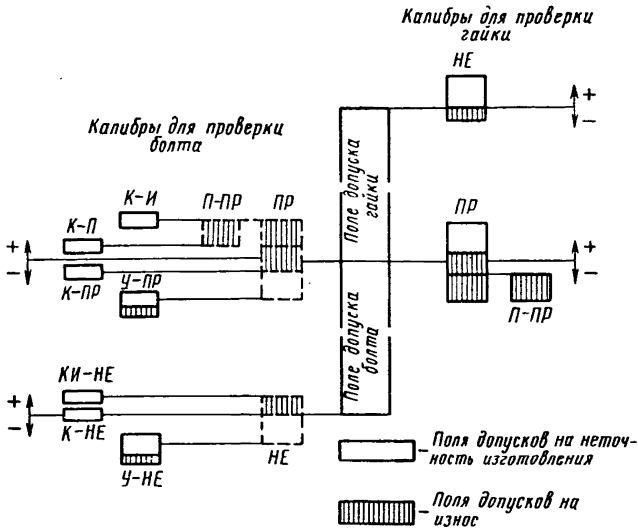 Калибры для проверки
гайки
НЕ
+
−
Калибры для проверки
болта
К-И
П-ПР
ПР
К-П
+
−
К-ПР
У-ПР
Поле допуска
гайки
Поле допуска
болта
ПР
+
−
П-ПР
КИ-НЕ
+
−
К-НЕ
У-НЕ
НЕ
– Поля допусков на неточ-
ность изготовления
– Поля допусков на
износ